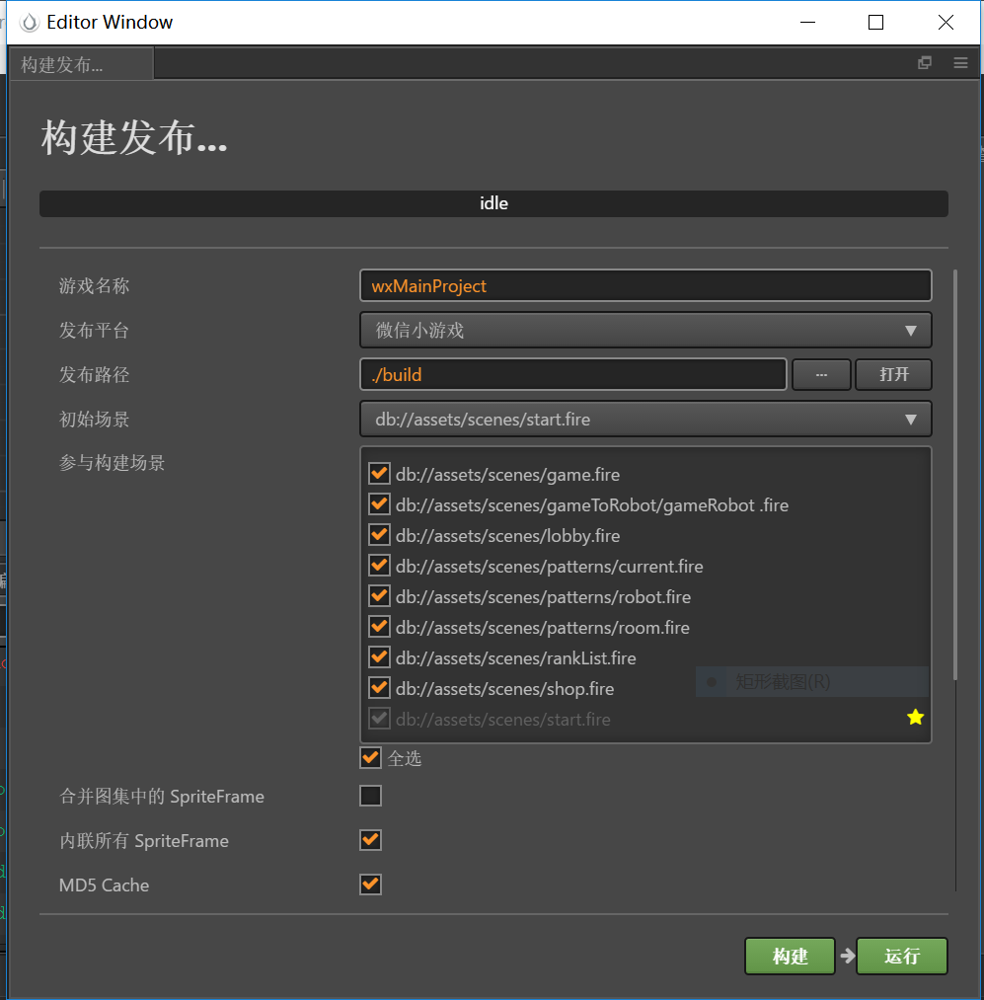 Editor Window
构建发布...
构建发布...
idle
游戏名称 wxMainProject
发布平台 微信小游戏
发布路径 ./build ... 打开
初始场景 db://assets/scenes/start.fire
参与构建场景
db://assets/scenes/game.fire
db://assets/scenes/gameToRobot/gameRobot .fire
db://assets/scenes/lobby.fire
db://assets/scenes/patterns/current.fire
db://assets/scenes/patterns/robot.fire
db://assets/scenes/patterns/room.fire
db://assets/scenes/rankList.fire
db://assets/scenes/shop.fire
矩形截图(R)
db://assets/scenes/start.fire
全选
合并图集中的 SpriteFrame
内联所有 SpriteFrame
MD5 Cache
构建 运行